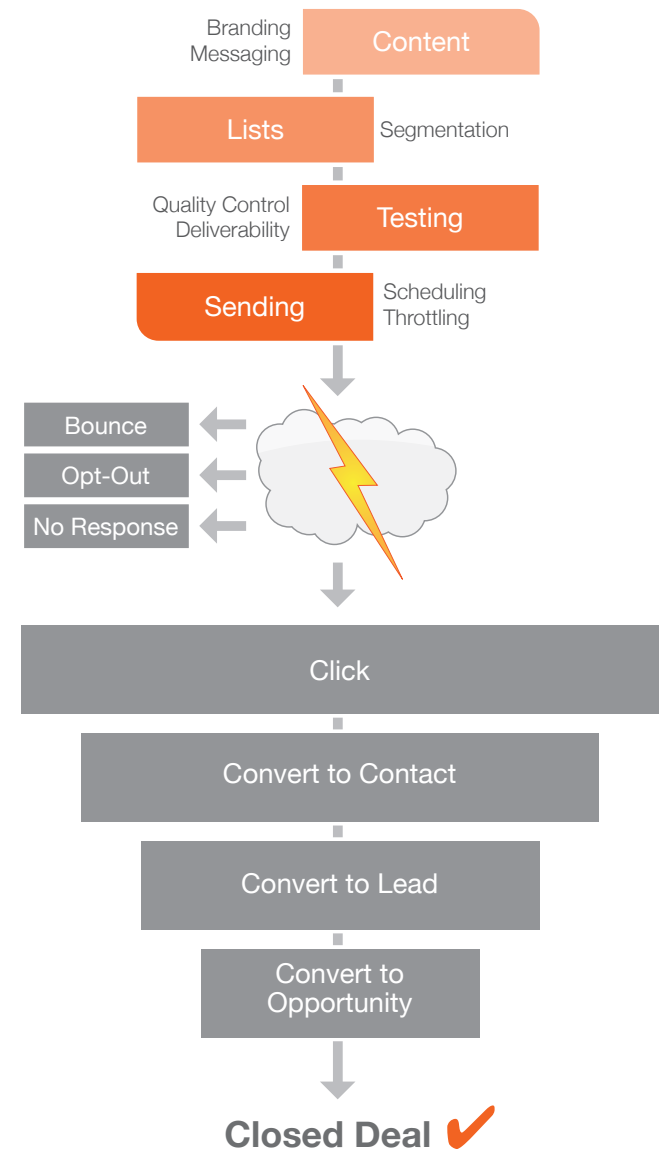 Branding
Messaging
Content
Lists
Segmentation
Quality Control
Deliverability
Testing
Sending
Scheduling
Throttling
Bounce
Opt-Out
No Response
Click
Convert to Contact
Convert to Lead
Convert to
Opportunity
Closed Deal